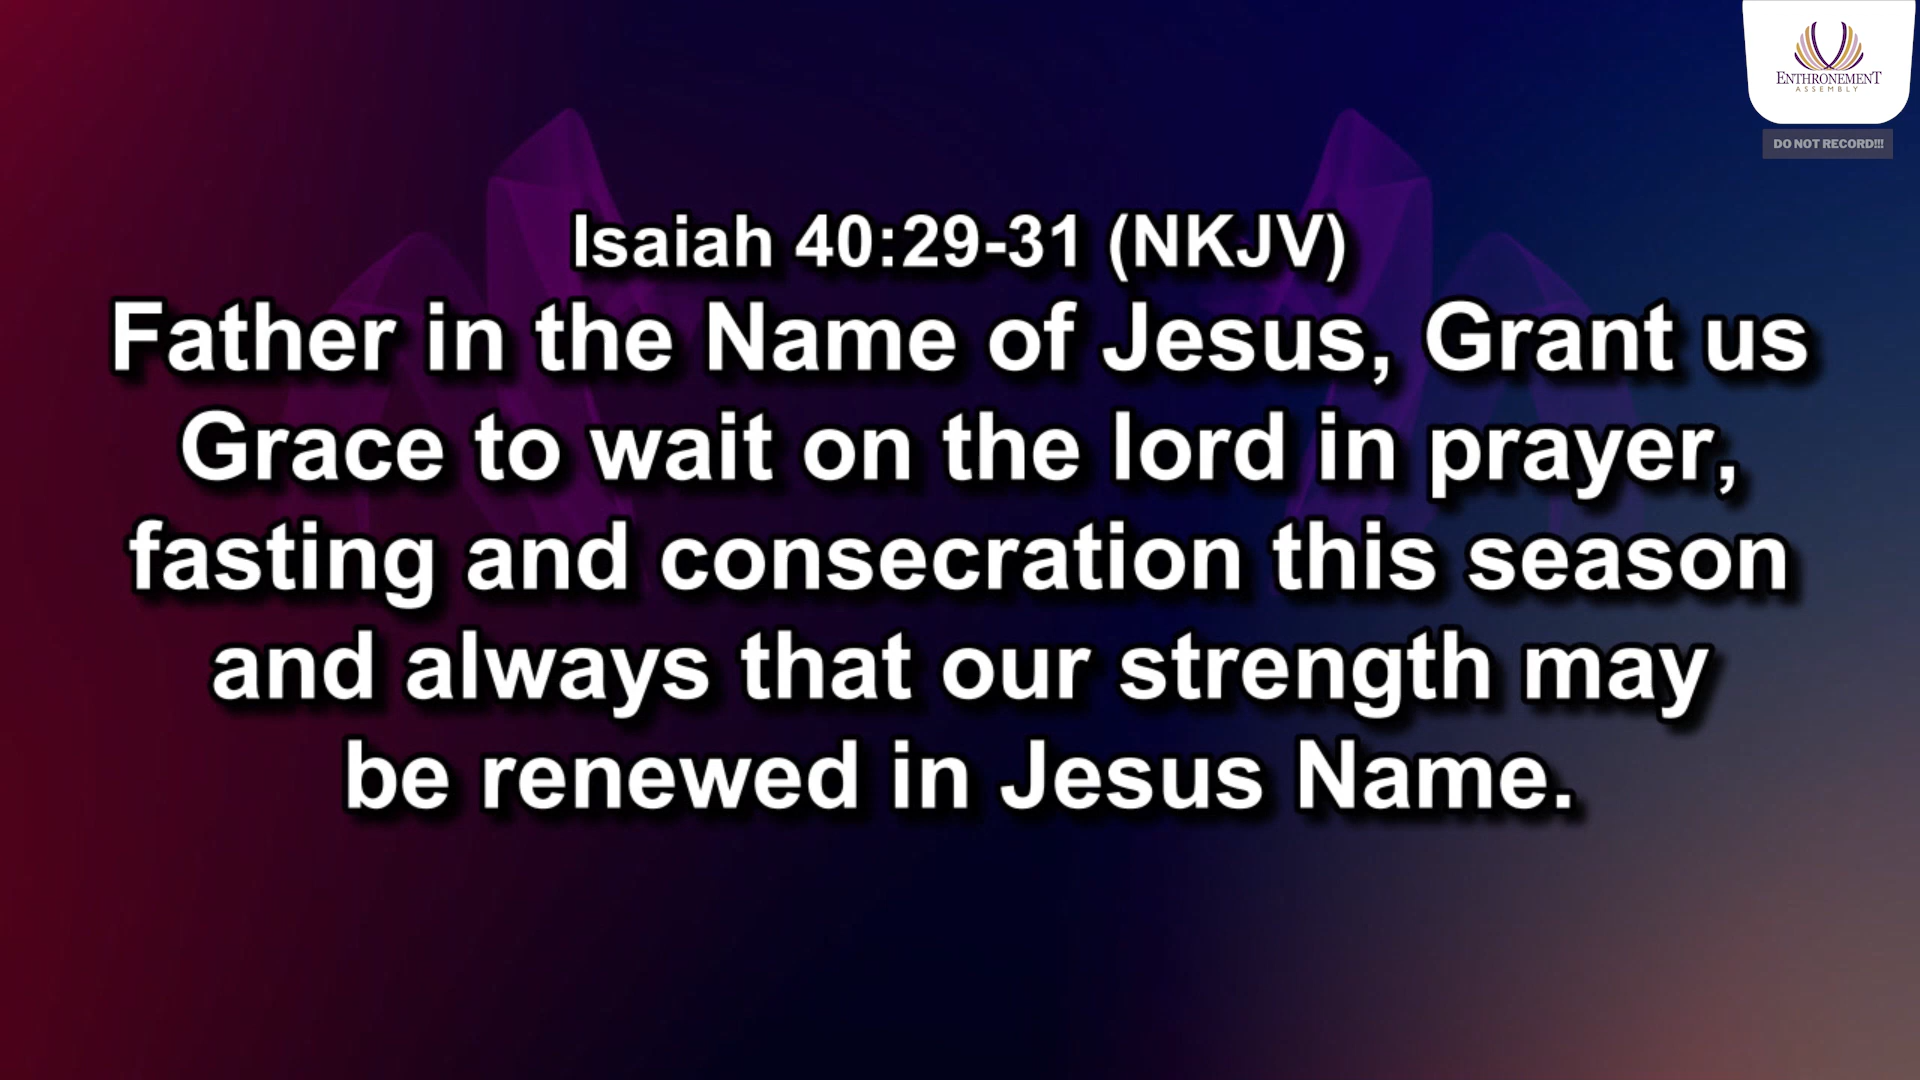 ENTHRONEMENT
ASSEMBLY
DO NOT RECORD!!!
Isaiah 40:29-31 (NKJV)
Father in the Name of Jesus, Grant us
Grace to wait on the lord in prayer,
fasting and consecration this season
and always that our strength may
be renewed in Jesus Name.